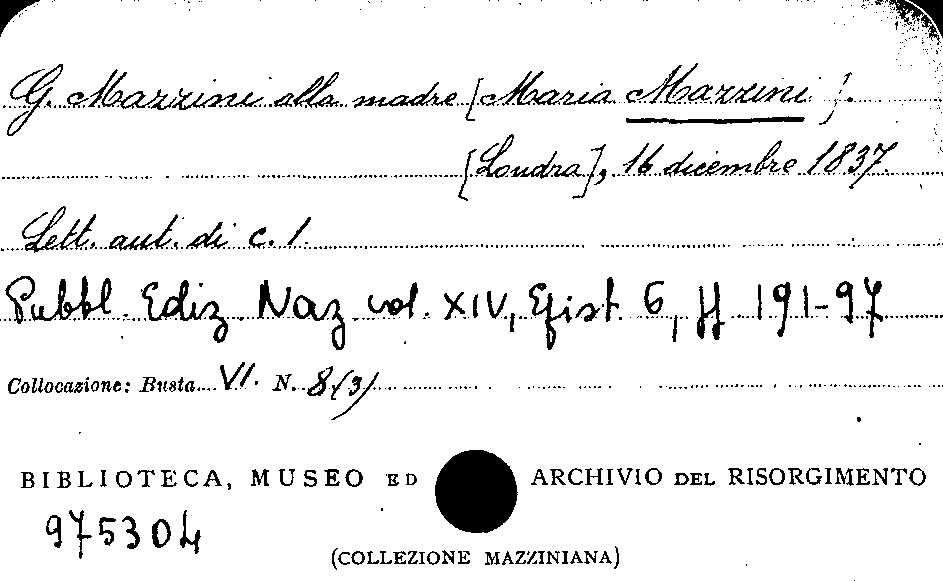 G. Mazzini alla madre [Maria Mazzini].
[Londra], 16 dicembre 1837.
Lett. aut. di c. 1.
Pubbl. Ediz. Naz. vol. XIV, Epist. 6, pp. 191-97
Collocazione: Busta VI. N. 8(3)
BIBLIOTECA, MUSEO ED ARCHIVIO DEL RISORGIMENTO
975304
(COLLEZIONE MAZZINIANA)